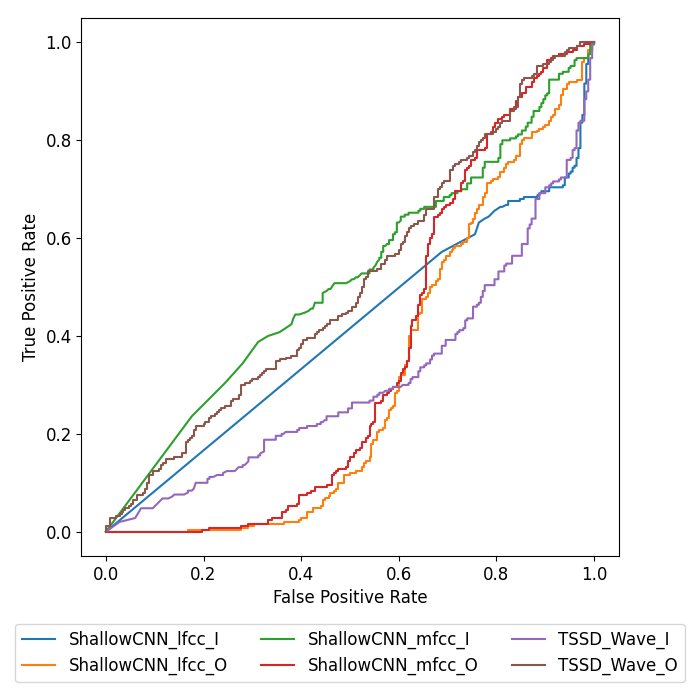 1.0
0.8
0.6
0.4
0.2
0.0
True Positive Rate
0.0 0.2 0.4 0.6 0.8 1.0
False Positive Rate
ShallowCNN_lfcc_I ShallowCNN_mfcc_I TSSD_Wave_I
ShallowCNN_lfcc_O ShallowCNN_mfcc_O TSSD_Wave_O